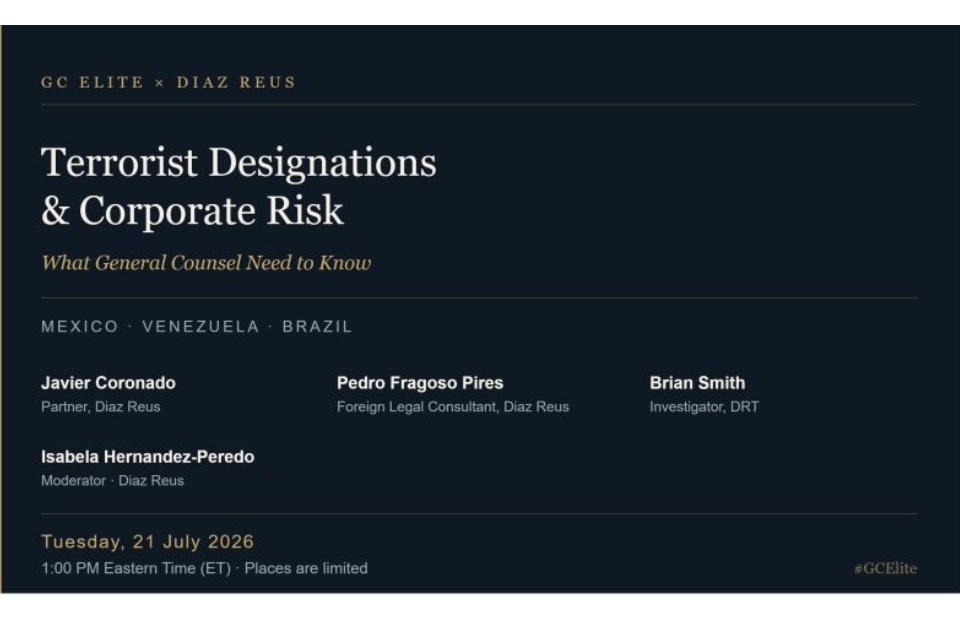 GC ELITE × DIAZ REUS
Terrorist Designations
& Corporate Risk
What General Counsel Need to Know
MEXICO · VENEZUELA · BRAZIL
Javier Coronado
Partner, Diaz Reus
Pedro Fragoso Pires
Foreign Legal Consultant, Diaz Reus
Brian Smith
Investigator, DRT
Isabela Hernandez-Peredo
Moderator · Diaz Reus
Tuesday, 21 July 2026
1:00 PM Eastern Time (ET) · Places are limited
#GCElite